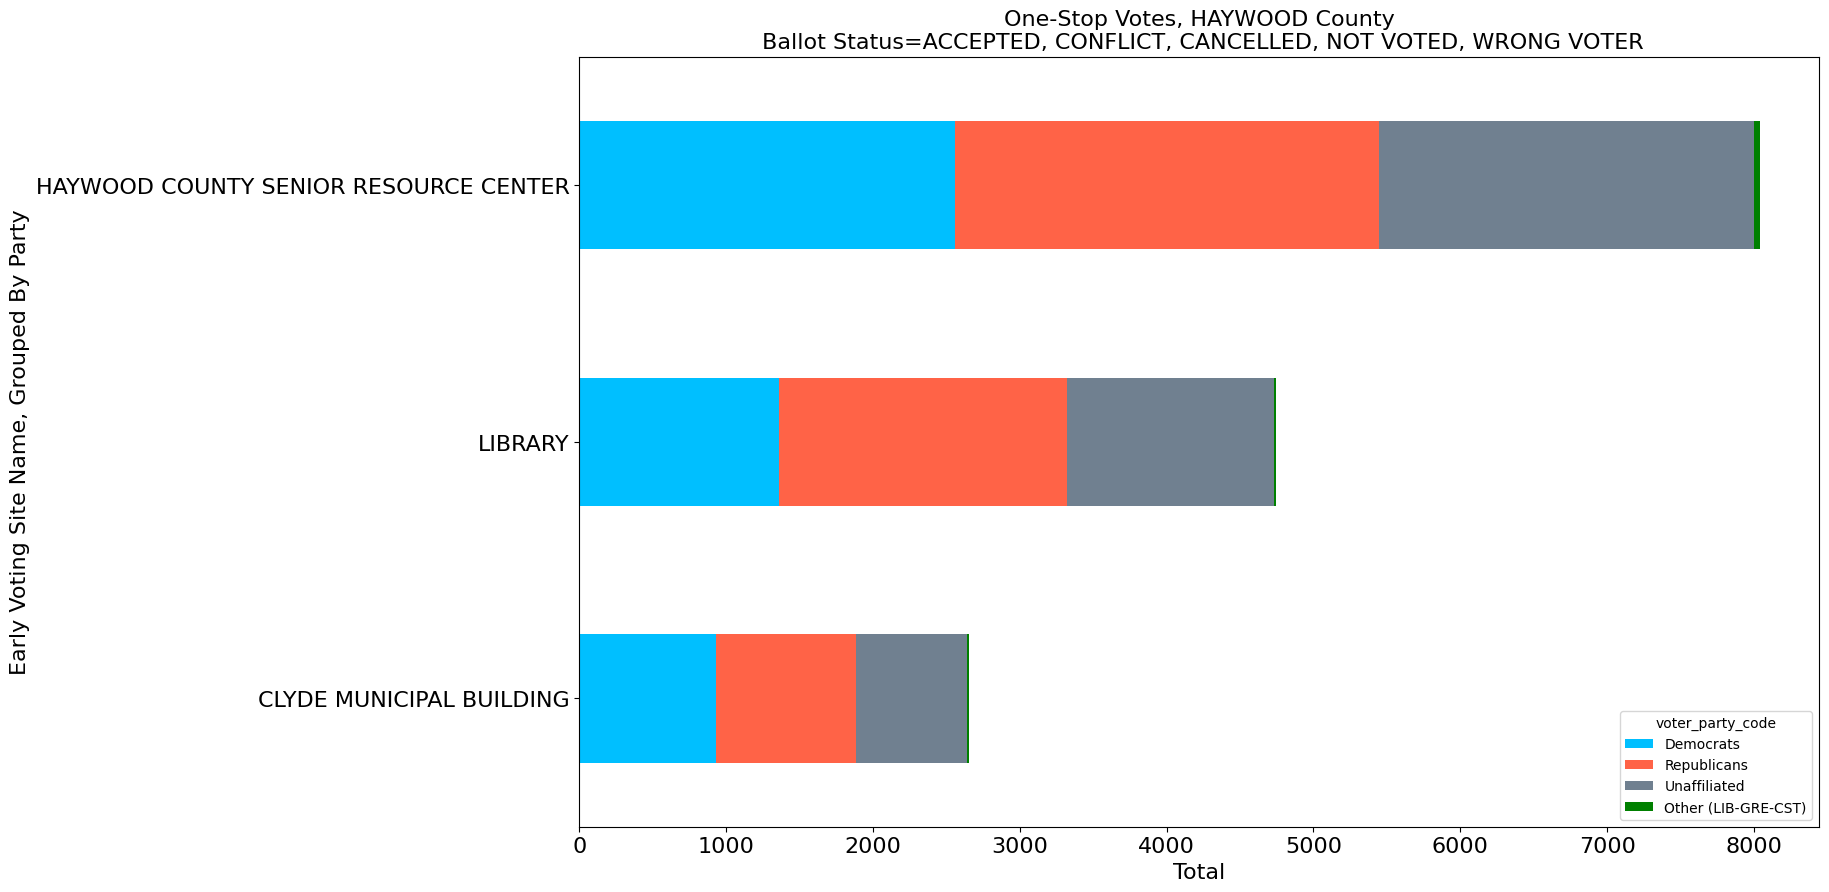 One-Stop Votes, HAYWOOD County
Ballot Status=ACCEPTED, CONFLICT, CANCELLED, NOT VOTED, WRONG VOTER
Early Voting Site Name, Grouped By Party
HAYWOOD COUNTY SENIOR RESOURCE CENTER
LIBRARY
CLYDE MUNICIPAL BUILDING
voter_party_code
Democrats
Republicans
Unaffiliated
Other (LIB-GRE-CST)
0 1000 2000 3000 4000 5000 6000 7000 8000
Total